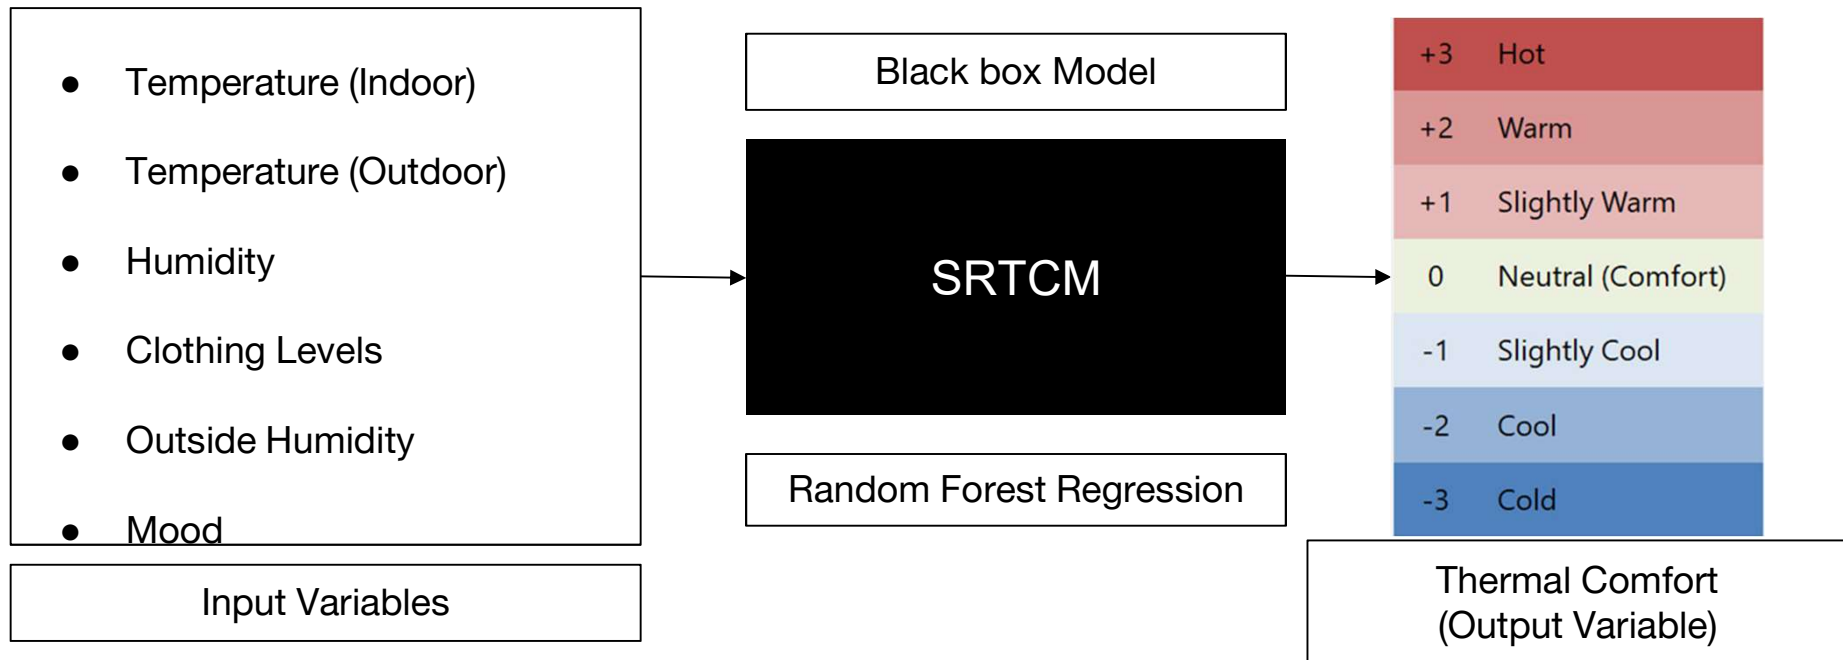 ● Temperature (Indoor)
● Temperature (Outdoor)
● Humidity
● Clothing Levels
● Outside Humidity
● Mood
Input Variables
Black box Model
SRTCM
Random Forest Regression
+3 Hot
+2 Warm
+1 Slightly Warm
0 Neutral (Comfort)
-1 Slightly Cool
-2 Cool
-3 Cold
Thermal Comfort
(Output Variable)